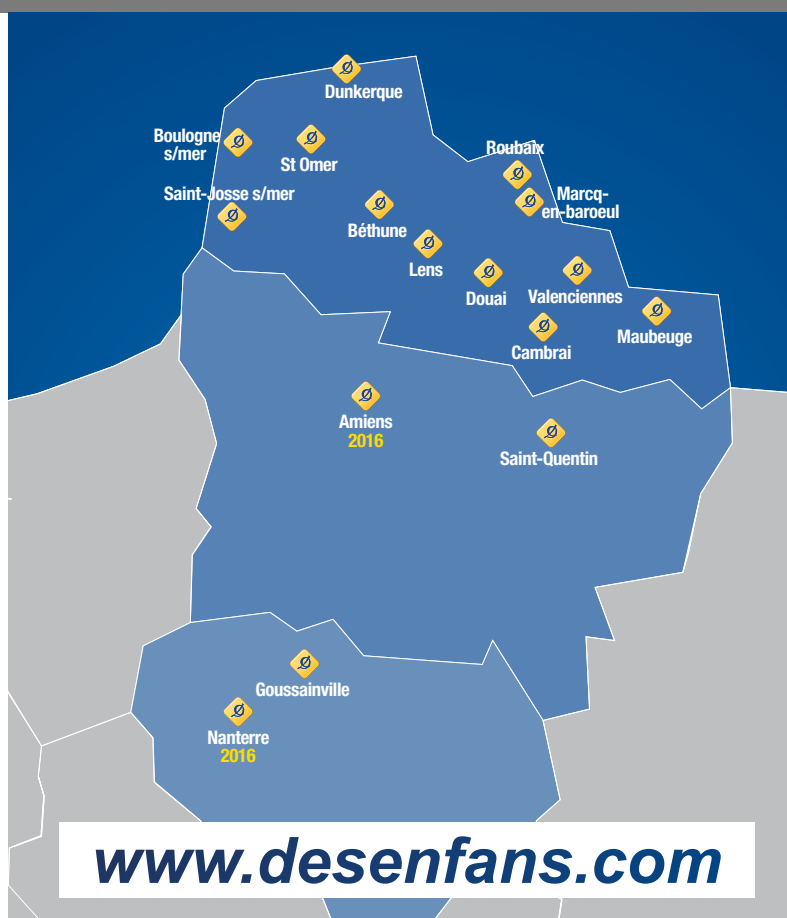 Dunkerque
Boulogne
s/mer
St Omer
Roubaix
Saint-Josse s/mer
Marcq-
en-baroeul
Béthune
Lens
Douai
Valenciennes
Maubeuge
Cambrai
Amiens
2016
Saint-Quentin
Goussainville
Nanterre
2016
www.desenfans.com